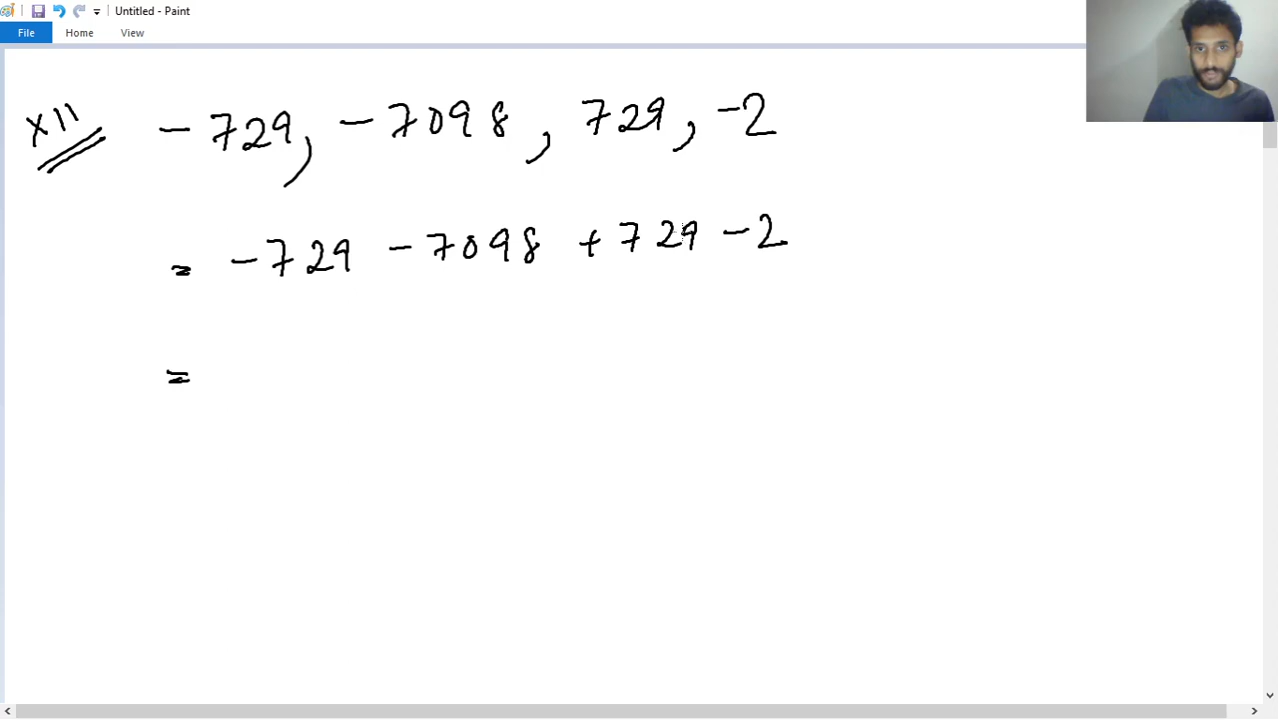 Untitled - Paint
File Home View
XII -729, -7098, 729, -2
= -729 -7098 +729 -2
=